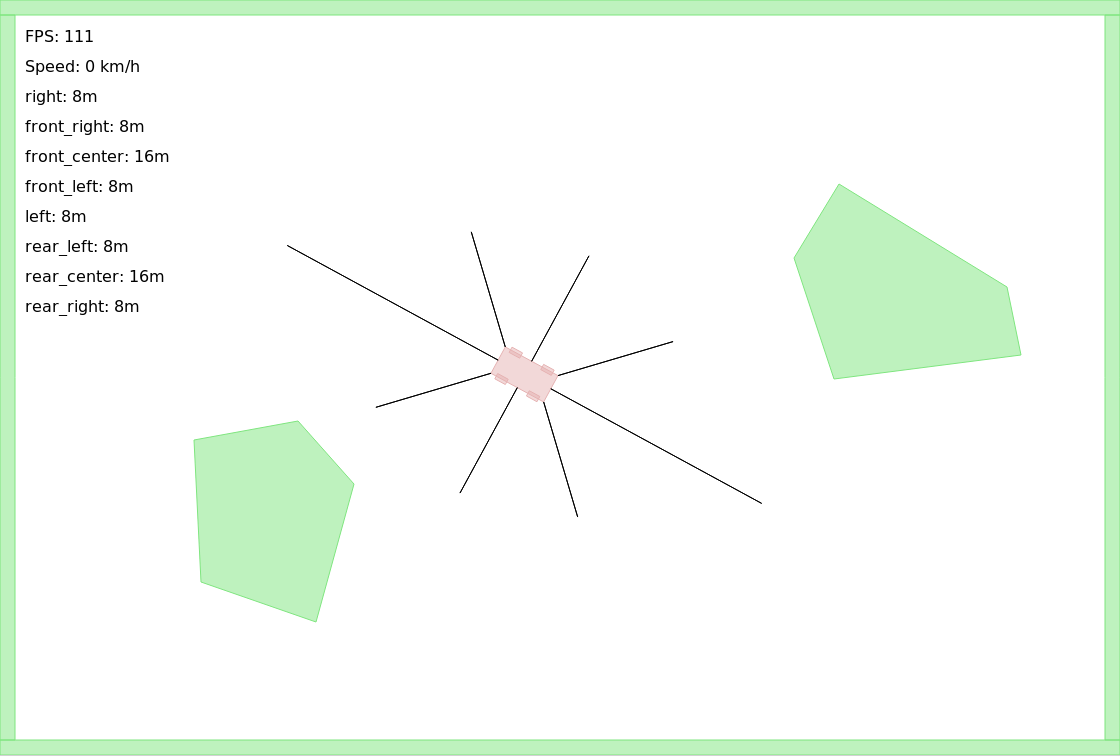 FPS: 111
Speed: 0 km/h
right: 8m
front_right: 8m
front_center: 16m
front_left: 8m
left: 8m
rear_left: 8m
rear_center: 16m
rear_right: 8m